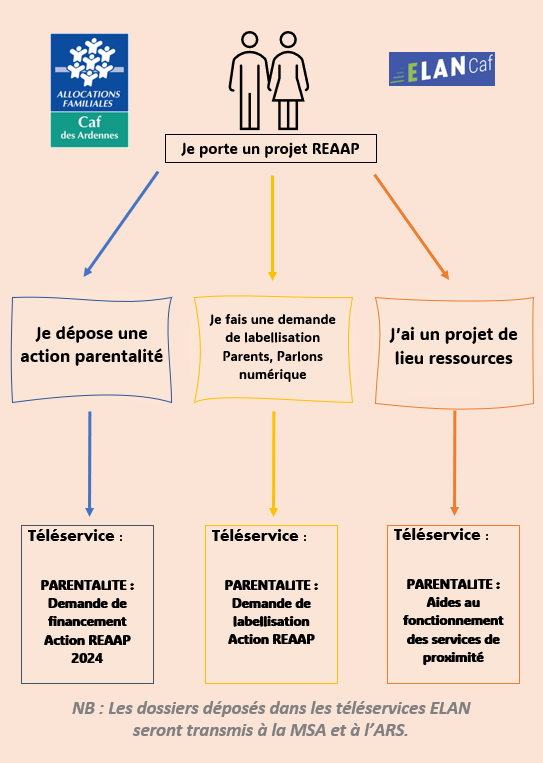 ALLOCATIONS
FAMILIALES
Caf
des Ardennes
ELAN Caf
Je porte un projet REAAP
Je dépose une
action parentalité
Je fais une demande
de labellisation
Parents, Parlons
numérique
J'ai un projet de
lieu ressources
Téléservice :
PARENTALITE :
Demande de
financement
Action REAAP
2024
Téléservice :
PARENTALITE :
Demande de
labellisation
Action REAAP
Téléservice :
PARENTALITE :
Aides au
fonctionnement
des services de
proximité
NB : Les dossiers déposés dans les téléservices ELAN
seront transmis à la MSA et à l'ARS.